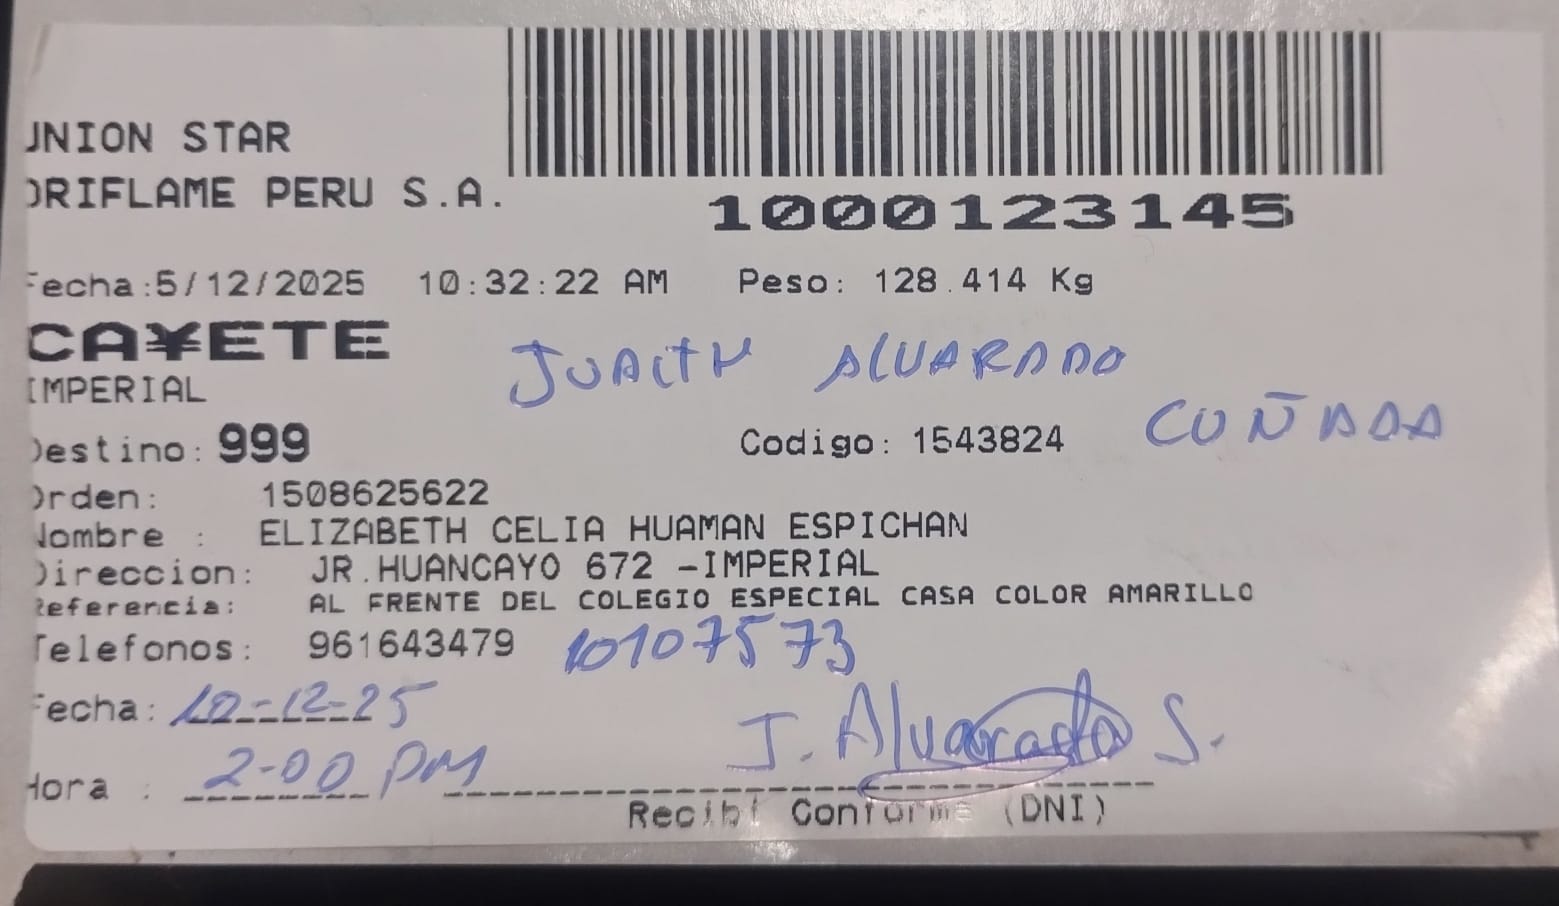 UNION STAR
ORIFLAME PERU S.A.
1000123145
Fecha:5/12/2025 10:32:22 AM Peso: 128.414 Kg
CA¥ETE
IMPERIAL
JUDITH ALVARADO
CUÑADA
Destino: 999 Codigo: 1543824
Orden: 1508625622
Nombre : ELIZABETH CELIA HUAMAN ESPICHAN
Direccion: JR.HUANCAYO 672 -IMPERIAL
Referencia: AL FRENTE DEL COLEGIO ESPECIAL CASA COLOR AMARILLO
Telefonos: 961643479 10107573
Fecha: 10-12-25
J. Alvarado S.
Hora : 2-00 PM
Recibi Conforme (DNI)